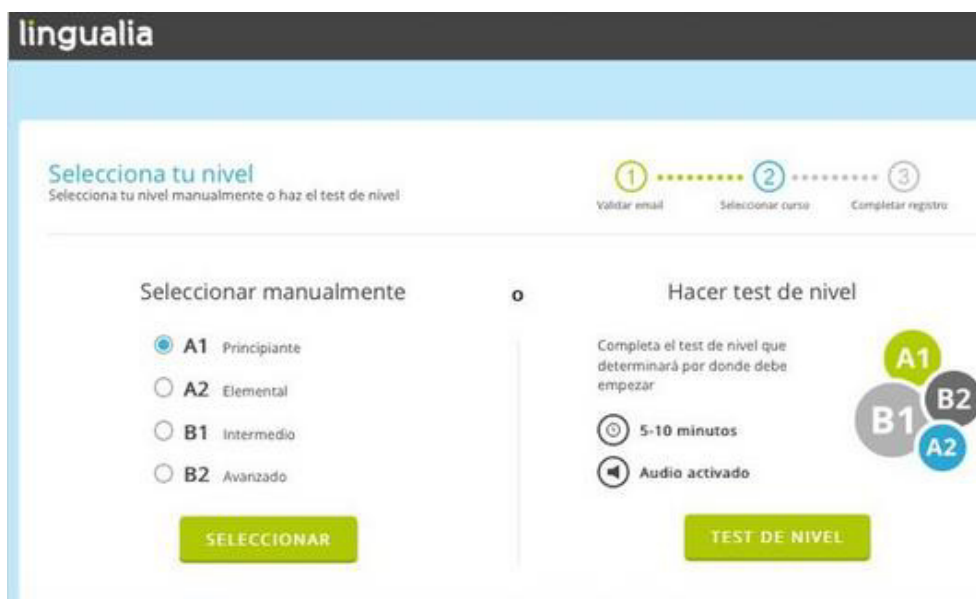 lingualia
Selecciona tu nivel
Selecciona tu nivel manualmente o haz el test de nivel
1
2
3
Validar email
Seleccionar curso
Completar registro
Seleccionar manualmente
A1 Principiante
A2 Elemental
B1 Intermedio
B2 Avanzado
SELECCIONAR
o
Hacer test de nivel
Completa el test de nivel que
determinará por donde debe
empezar
5-10 minutos
Audio activado
A1
B2
B1
A2
TEST DE NIVEL